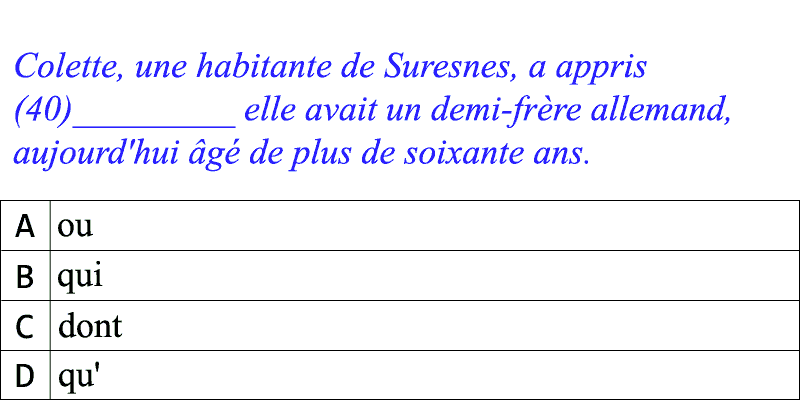 Colette, une habitante de Suresnes, a appris
(40)_________ elle avait un demi-frère allemand,
aujourd'hui âgé de plus de soixante ans.
A ou
B qui
C dont
D qu'